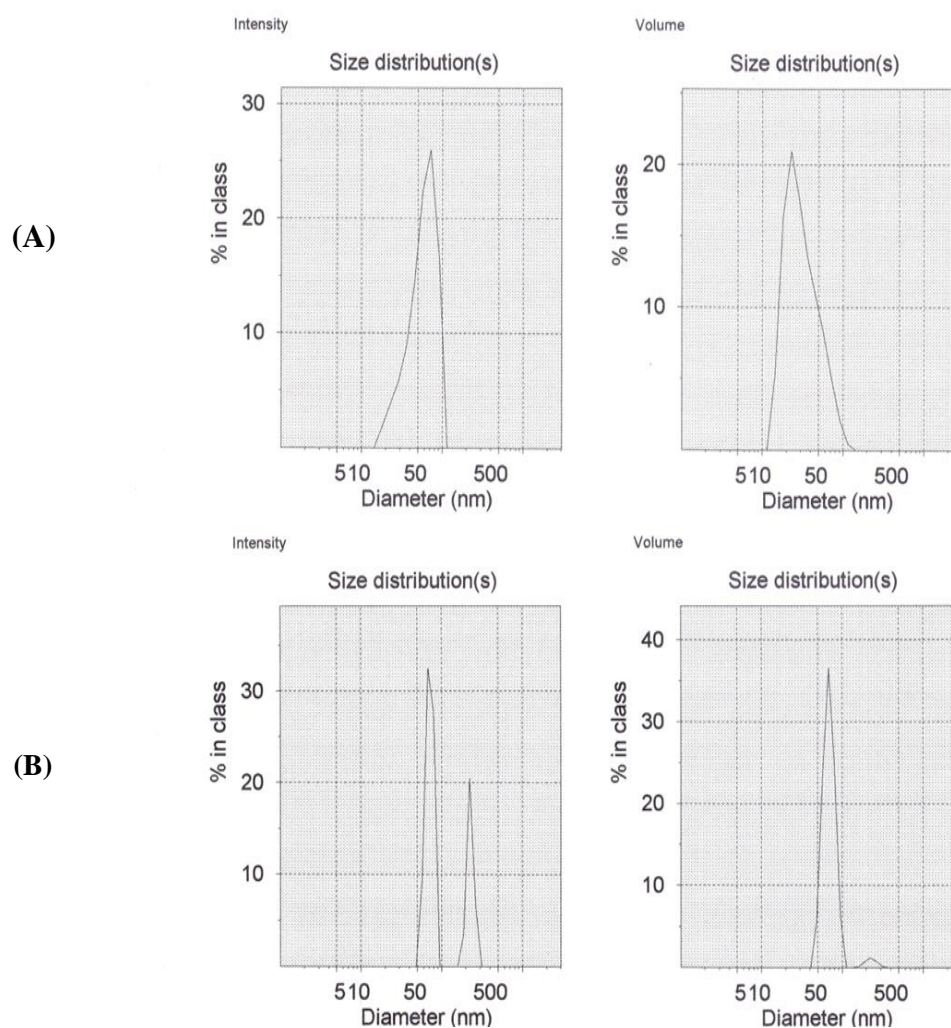 Intensity
Volume
Size distribution(s)
Size distribution(s)
30
20
10
% in class
510 50 500
Diameter (nm)
20
10
% in class
510 50 500
Diameter (nm)
(A)
Intensity
Volume
Size distribution(s)
Size distribution(s)
30
20
10
% in class
510 50 500
Diameter (nm)
40
30
20
10
% in class
510 50 500
Diameter (nm)
(B)